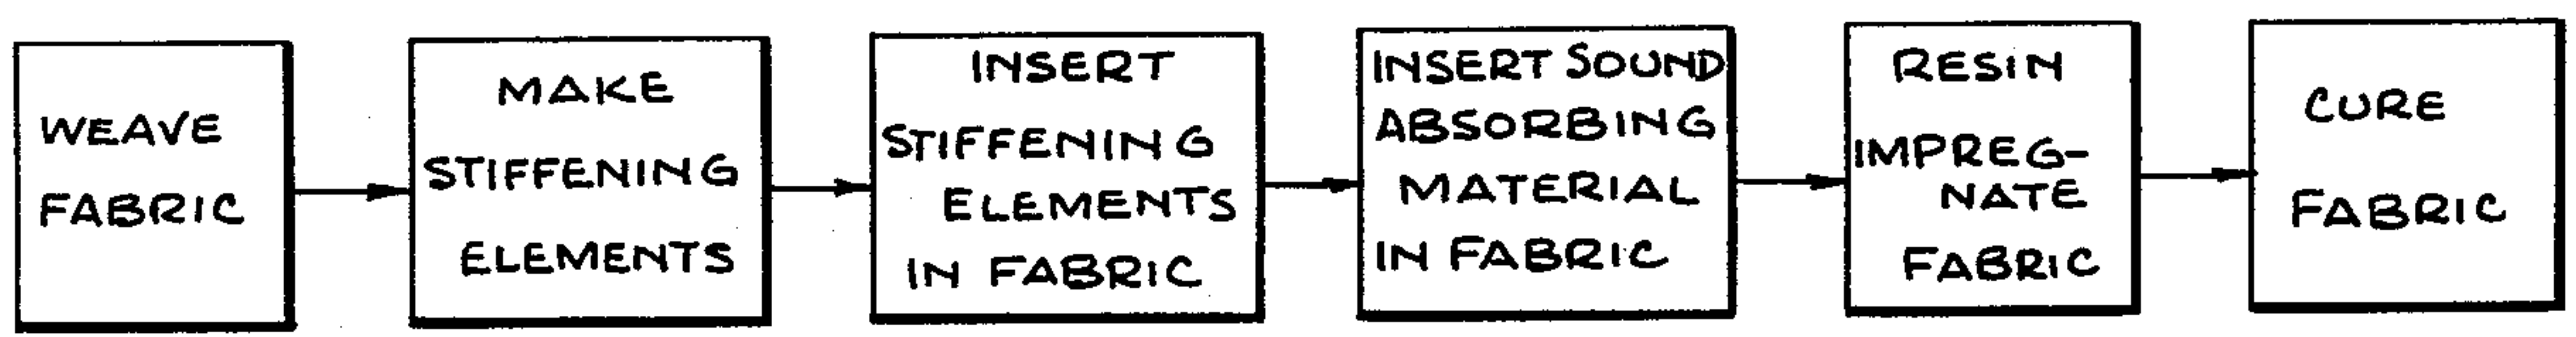 WEAVE
FABRIC
MAKE
STIFFENING
ELEMENTS
INSERT
STIFFENING
ELEMENTS
IN FABRIC
INSERT SOUND
ABSORBING
MATERIAL
IN FABRIC
RESIN
IMPREG-
NATE
FABRIC
CURE
FABRIC